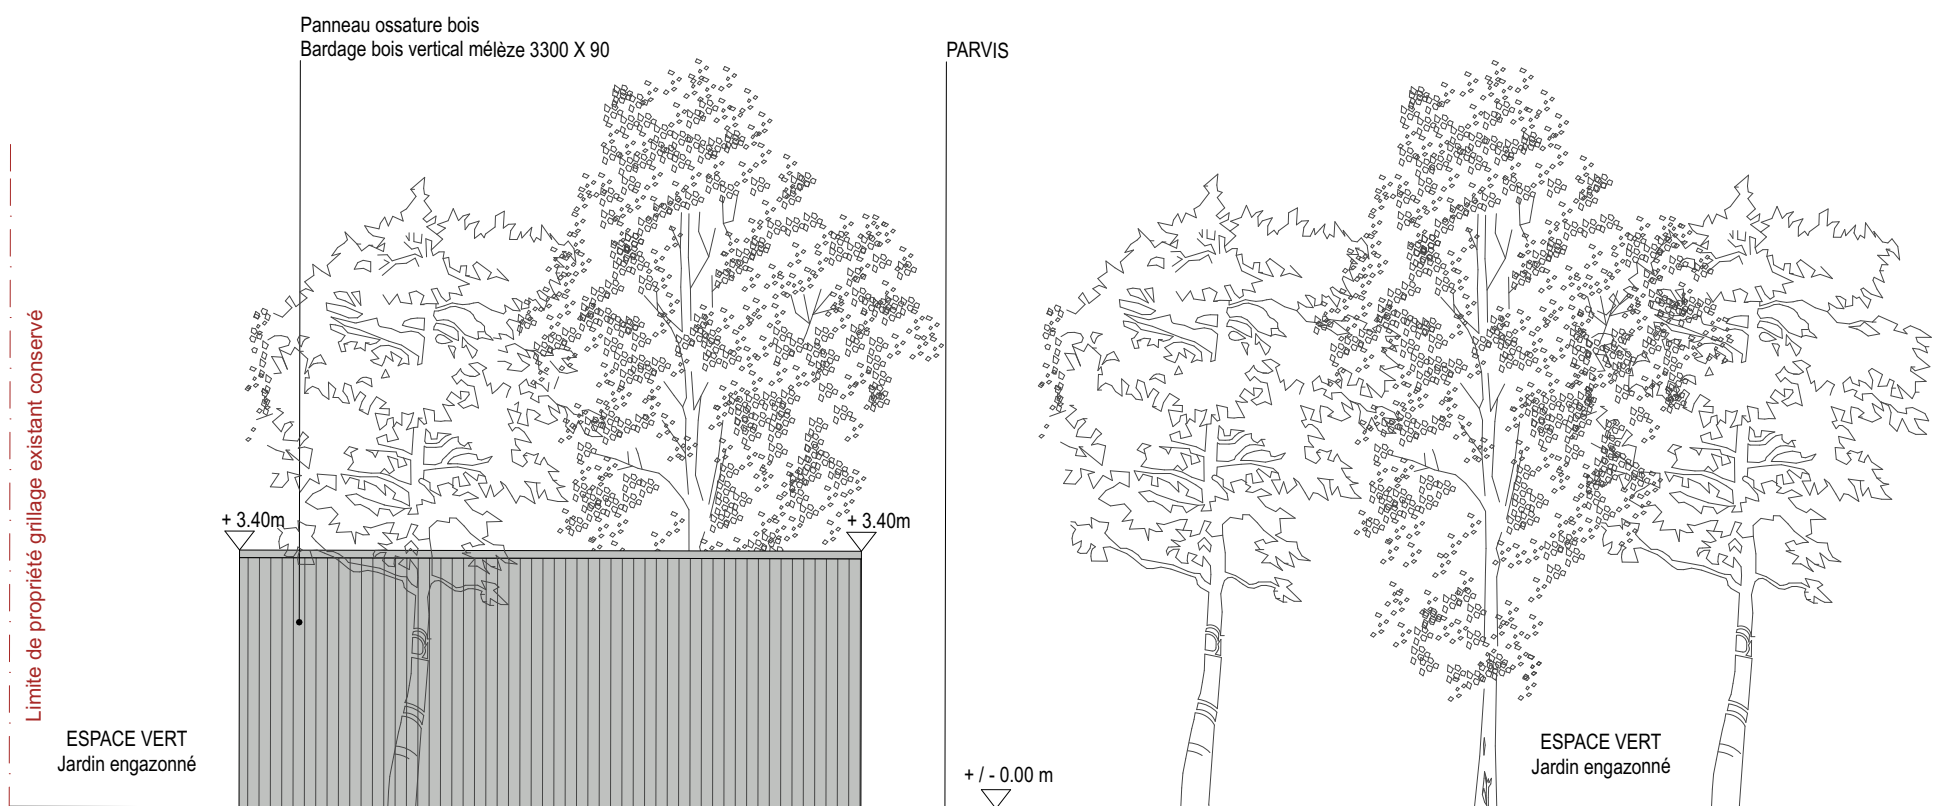 Panneau ossature bois
Bardage bois vertical mélèze 3300 X 90
PARVIS
Limite de propriété grillage existant conservé
+ 3.40m
+ 3.40m
ESPACE VERT
Jardin engazonné
+ / - 0.00 m
ESPACE VERT
Jardin engazonné